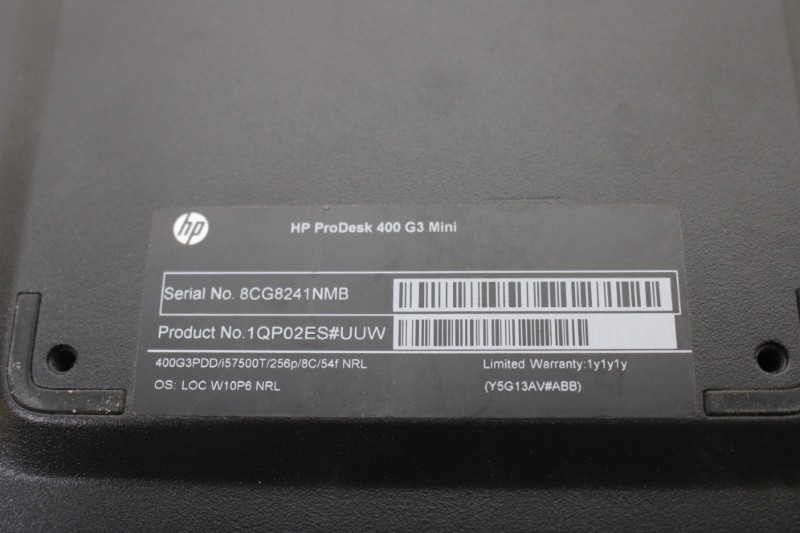 hp
HP ProDesk 400 G3 Mini
Serial No. 8CG8241NMB
Product No.1QP02ES#UUW
400G3PDD/i57500T/256p/8C/54f NRL
Limited Warranty:1y1y1y
OS: LOC W10P6 NRL
(Y5G13AV#ABB)